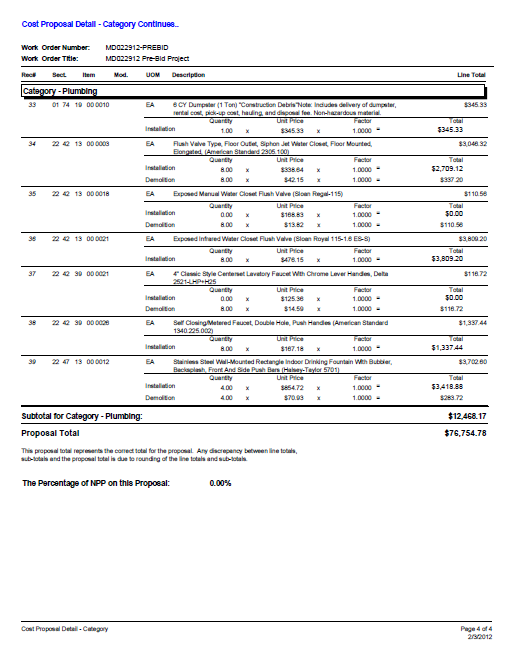 Cost Proposal Detail - Category Continues..
Work Order Number: MD022912-PREBID
Work Order Title: MD022912 Pre-Bid Project
Rec# Sect. Item Mod. UOM Description Line Total
Category - Plumbing
33 01 74 19 00 0010 EA 6 CY Dumpster (1 Ton) "Construction Debris"Note: Includes delivery of dumpster, $345.33
rental cost, pick-up cost, hauling, and disposal fee. Non-hazardous material.
Quantity Unit Price Factor Total
Installation 1.00 x $345.33 x 1.0000 = $345.33
34 22 42 13 00 0003 EA Flush Valve Type, Floor Outlet, Siphon Jet Water Closet, Floor Mounted, $3,046.32
Elongated, (American Standard 2305.100)
Quantity Unit Price Factor Total
Installation 8.00 x $338.64 x 1.0000 = $2,709.12
Demolition 8.00 x $42.15 x 1.0000 = $337.20
35 22 42 13 00 0018 EA Exposed Manual Water Closet Flush Valve (Sloan Regal-115) $110.56
Quantity Unit Price Factor Total
Installation 0.00 x $168.83 x 1.0000 = $0.00
Demolition 8.00 x $13.82 x 1.0000 = $110.56
36 22 42 13 00 0021 EA Exposed Infrared Water Closet Flush Valve (Sloan Royal 115-1.6 ES-S) $3,809.20
Quantity Unit Price Factor Total
Installation 8.00 x $476.15 x 1.0000 = $3,809.20
37 22 42 39 00 0021 EA 4" Classic Style Centerset Lavatory Faucet With Chrome Lever Handles, Delta $116.72
2521-LHP+H25
Quantity Unit Price Factor Total
Installation 0.00 x $125.36 x 1.0000 = $0.00
Demolition 8.00 x $14.59 x 1.0000 = $116.72
38 22 42 39 00 0026 EA Self Closing/Metered Faucet, Double Hole, Push Handles (American Standard $1,337.44
1340.225.002)
Quantity Unit Price Factor Total
Installation 8.00 x $167.18 x 1.0000 = $1,337.44
39 22 47 13 00 0012 EA Stainless Steel Wall-Mounted Rectangle Indoor Drinking Fountain With Bubbler, $3,702.60
Backsplash, Front And Side Push Bars (Halsey-Taylor 5701)
Quantity Unit Price Factor Total
Installation 4.00 x $854.72 x 1.0000 = $3,418.88
Demolition 4.00 x $70.93 x 1.0000 = $283.72
Subtotal for Category - Plumbing: $12,468.17
Proposal Total $76,754.78
This proposal total represents the correct total for the proposal. Any discrepancy between line totals,
sub-totals and the proposal total is due to rounding of the line totals and sub-totals.
The Percentage of NPP on this Proposal: 0.00%
Cost Proposal Detail - Category Page 4 of 4
2/3/2012